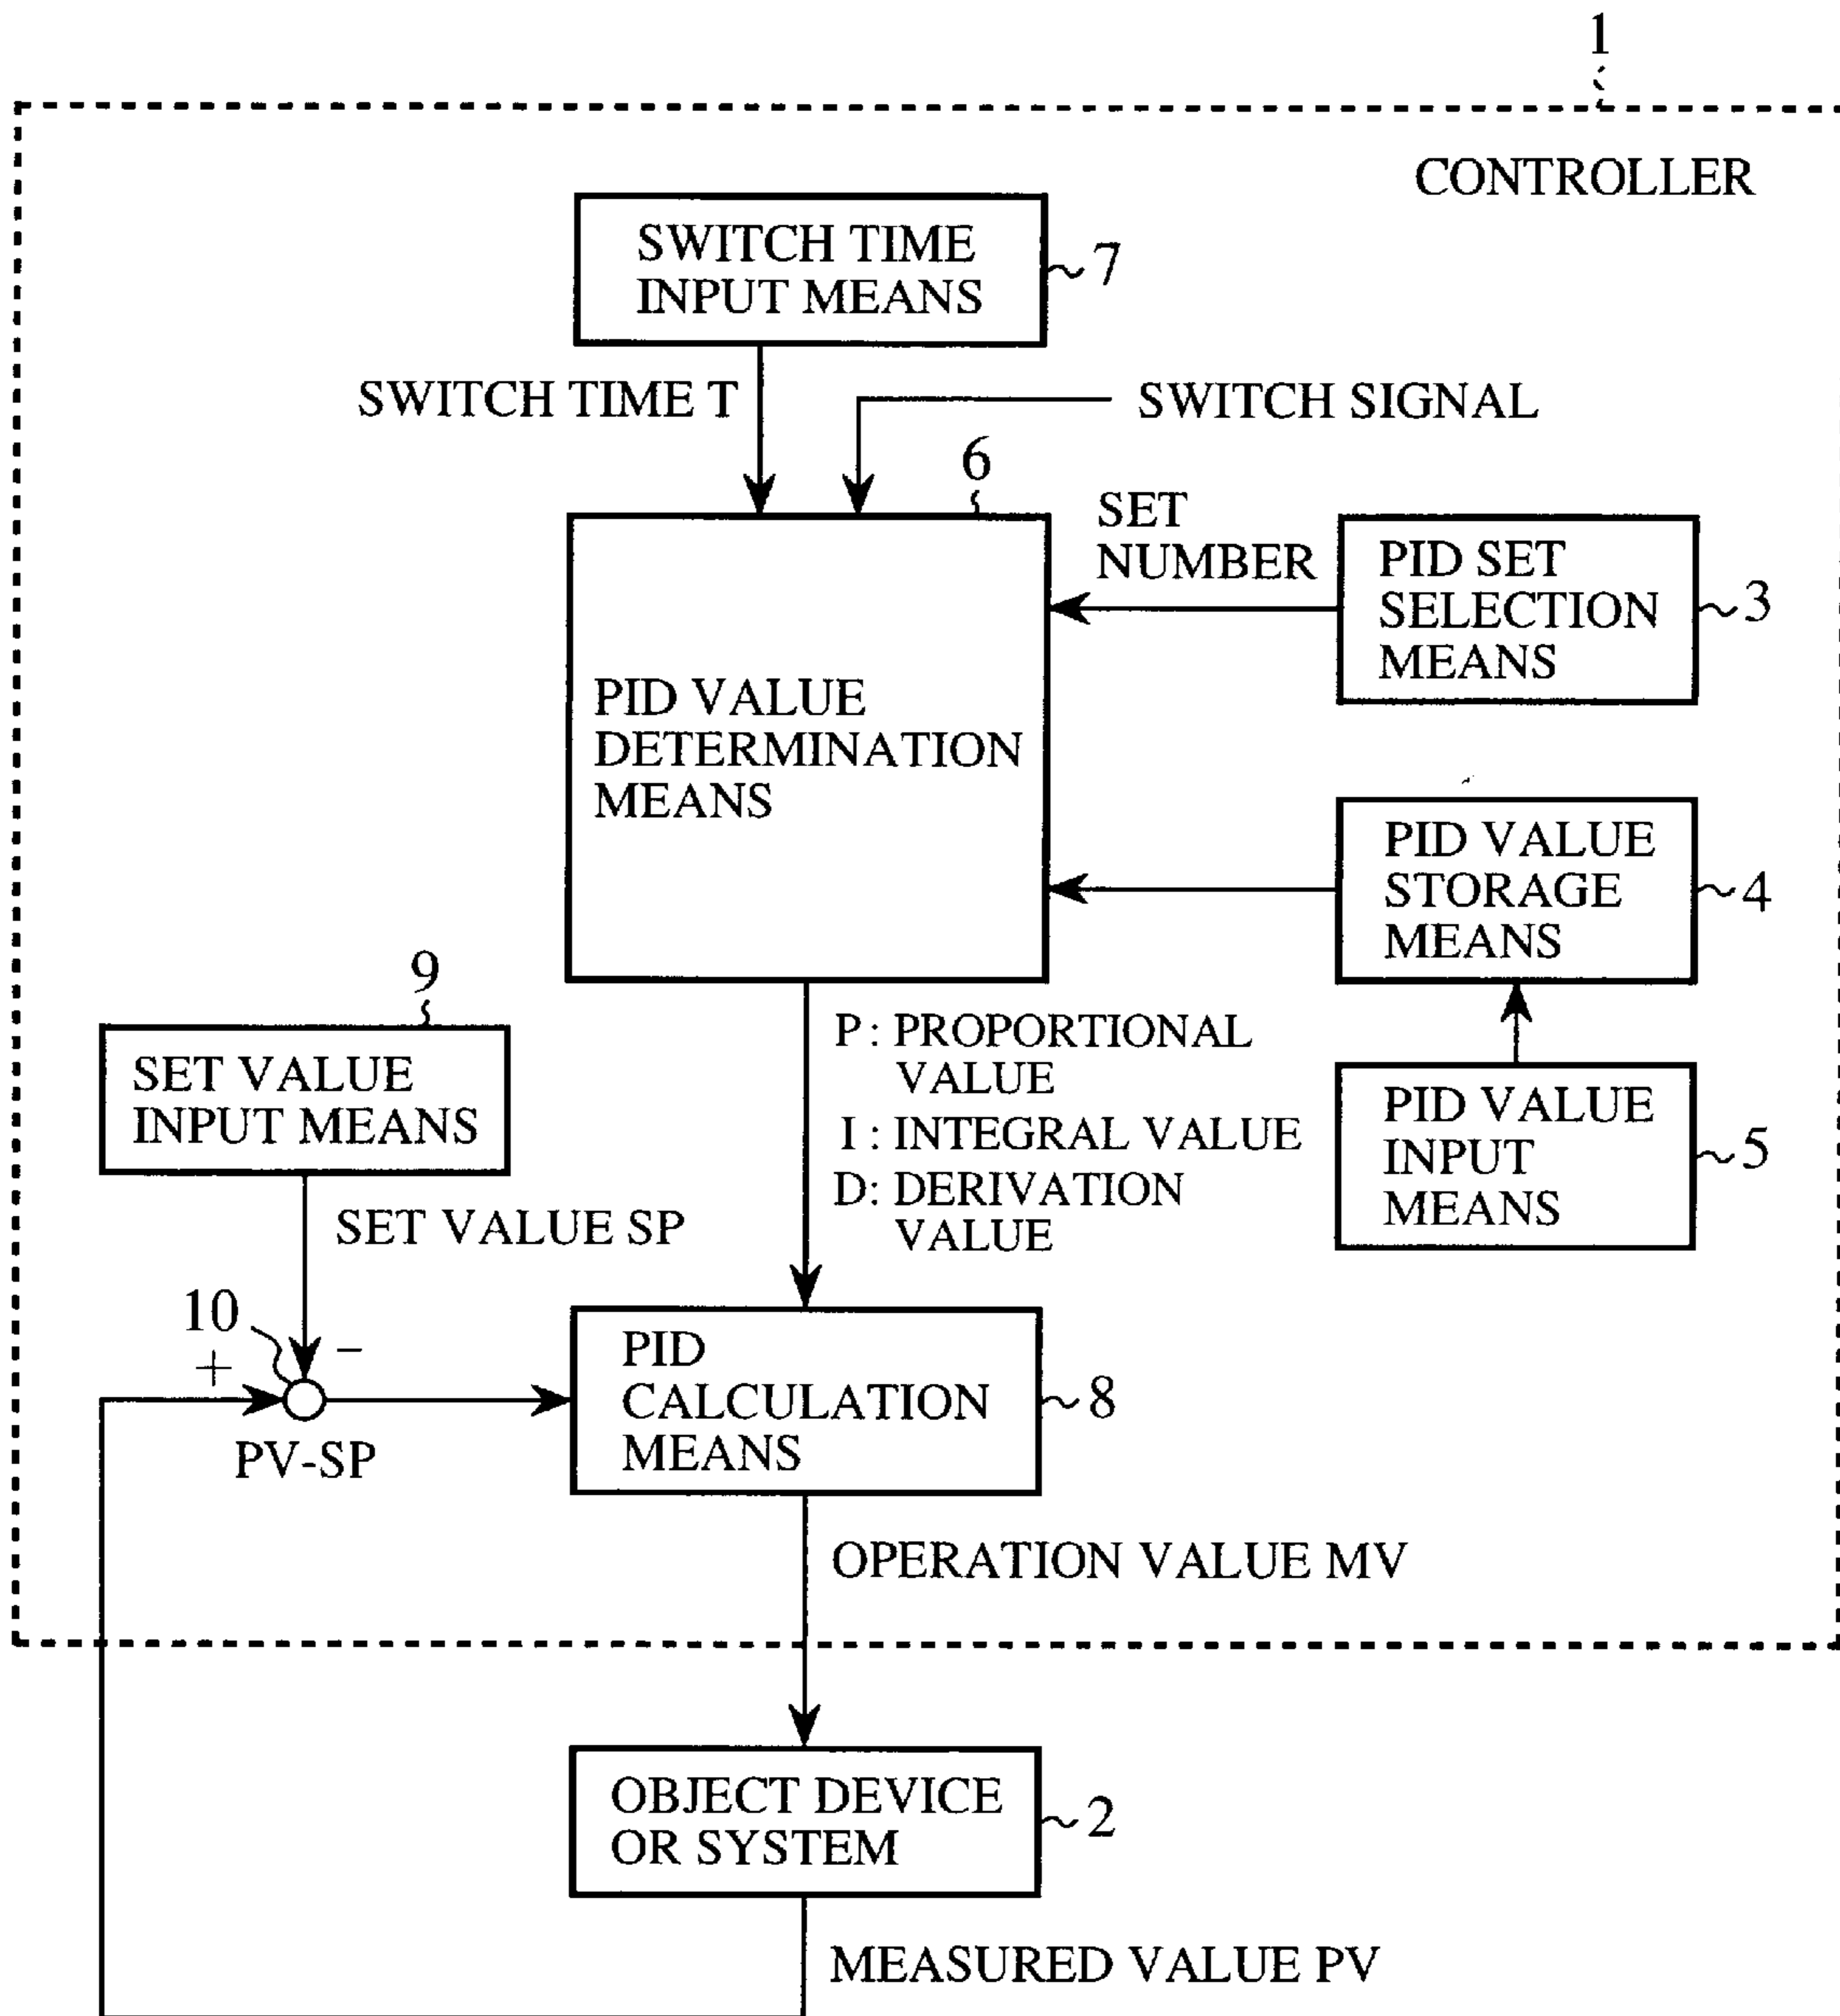 1
CONTROLLER
SWITCH TIME
INPUT MEANS
7
SWITCH TIME T
SWITCH SIGNAL
6
SET
NUMBER
PID SET
SELECTION
MEANS
3
PID VALUE
DETERMINATION
MEANS
PID VALUE
STORAGE
MEANS
4
9
SET VALUE
INPUT MEANS
P : PROPORTIONAL
VALUE
I : INTEGRAL VALUE
D: DERIVATION
VALUE
PID VALUE
INPUT
MEANS
5
SET VALUE SP
10
+
−
PV-SP
PID
CALCULATION
MEANS
8
OPERATION VALUE MV
OBJECT DEVICE
OR SYSTEM
2
MEASURED VALUE PV